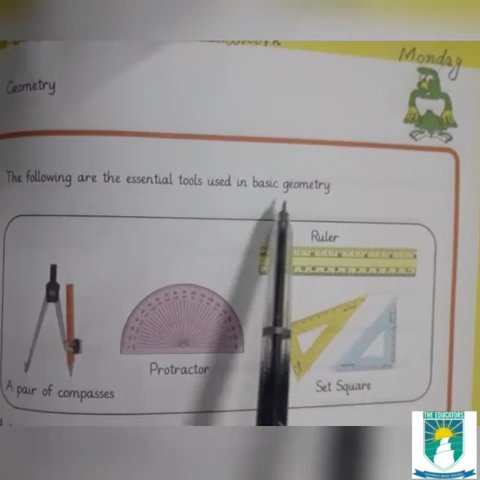 Monday
Geometry
The following are the essential tools used in basic geometry
Ruler
Protractor
A pair of compasses
Set Square
THE EDUCATORS